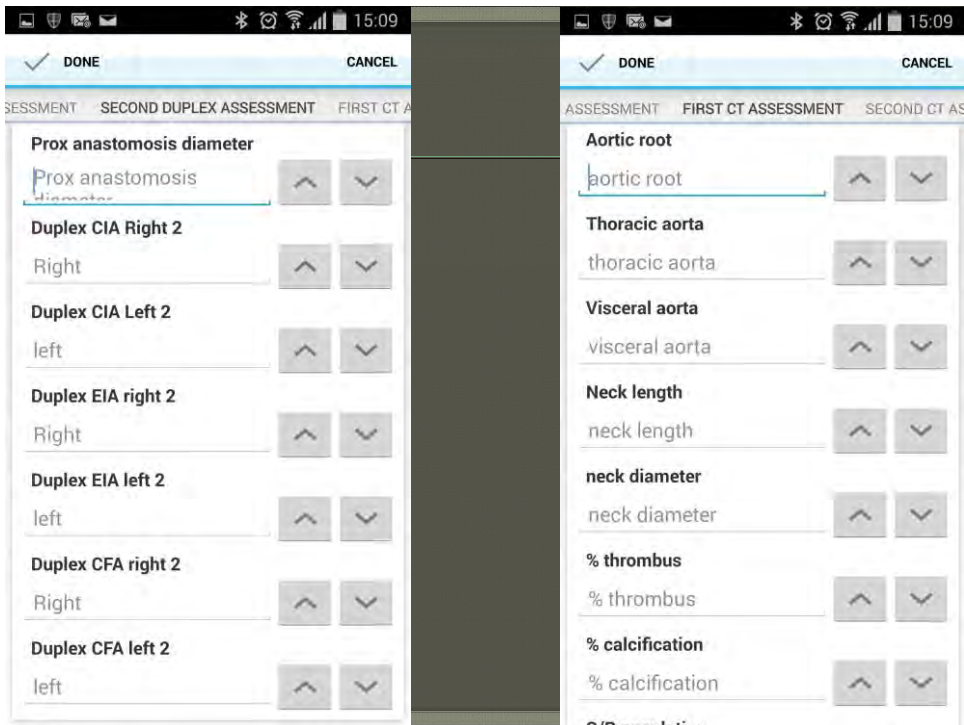 15:09
DONE CANCEL
SESSMENT SECOND DUPLEX ASSESSMENT FIRST CT A
Prox anastomosis diameter
Prox anastomosis
diameter
Duplex CIA Right 2
Right
Duplex CIA Left 2
left
Duplex EIA right 2
Right
Duplex EIA left 2
left
Duplex CFA right 2
Right
Duplex CFA left 2
left
15:09
DONE CANCEL
ASSESSMENT FIRST CT ASSESSMENT SECOND CT AS
Aortic root
aortic root
Thoracic aorta
thoracic aorta
Visceral aorta
visceral aorta
Neck length
neck length
neck diameter
neck diameter
% thrombus
% thrombus
% calcification
% calcification